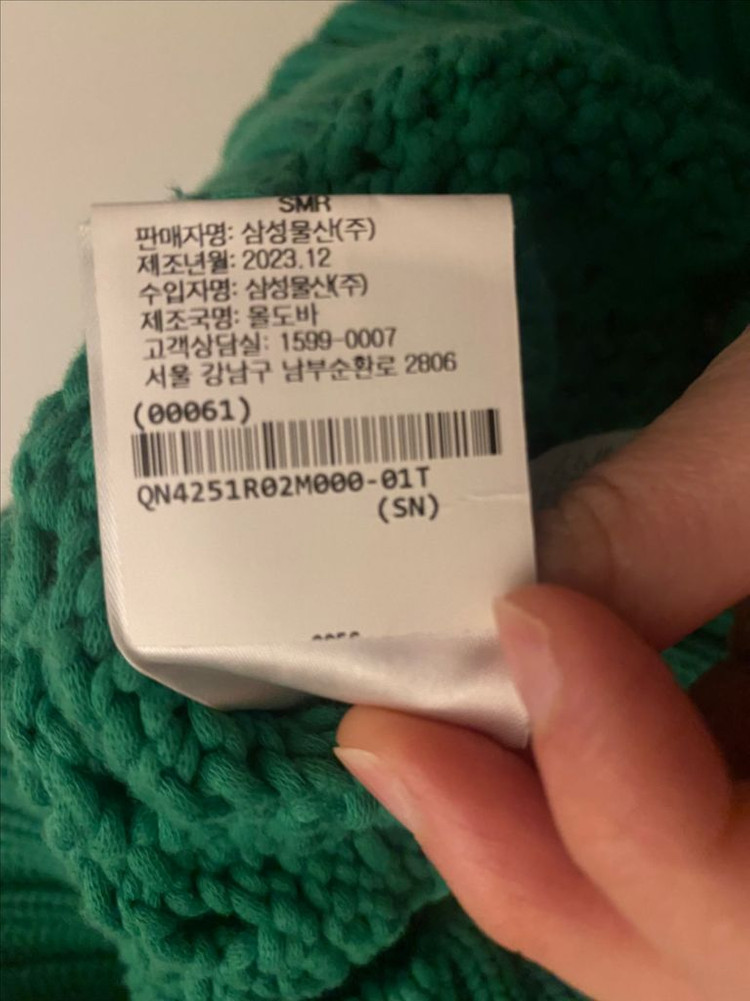 SMR
판매자명: 삼성물산(주)
제조년월: 2023.12
수입자명: 삼성물산(주)
제조국명: 몰도바
고객상담실: 1599-0007
서울 강남구 남부순환로 2806
(00061)
QN4251R02M000-01T
(SN)